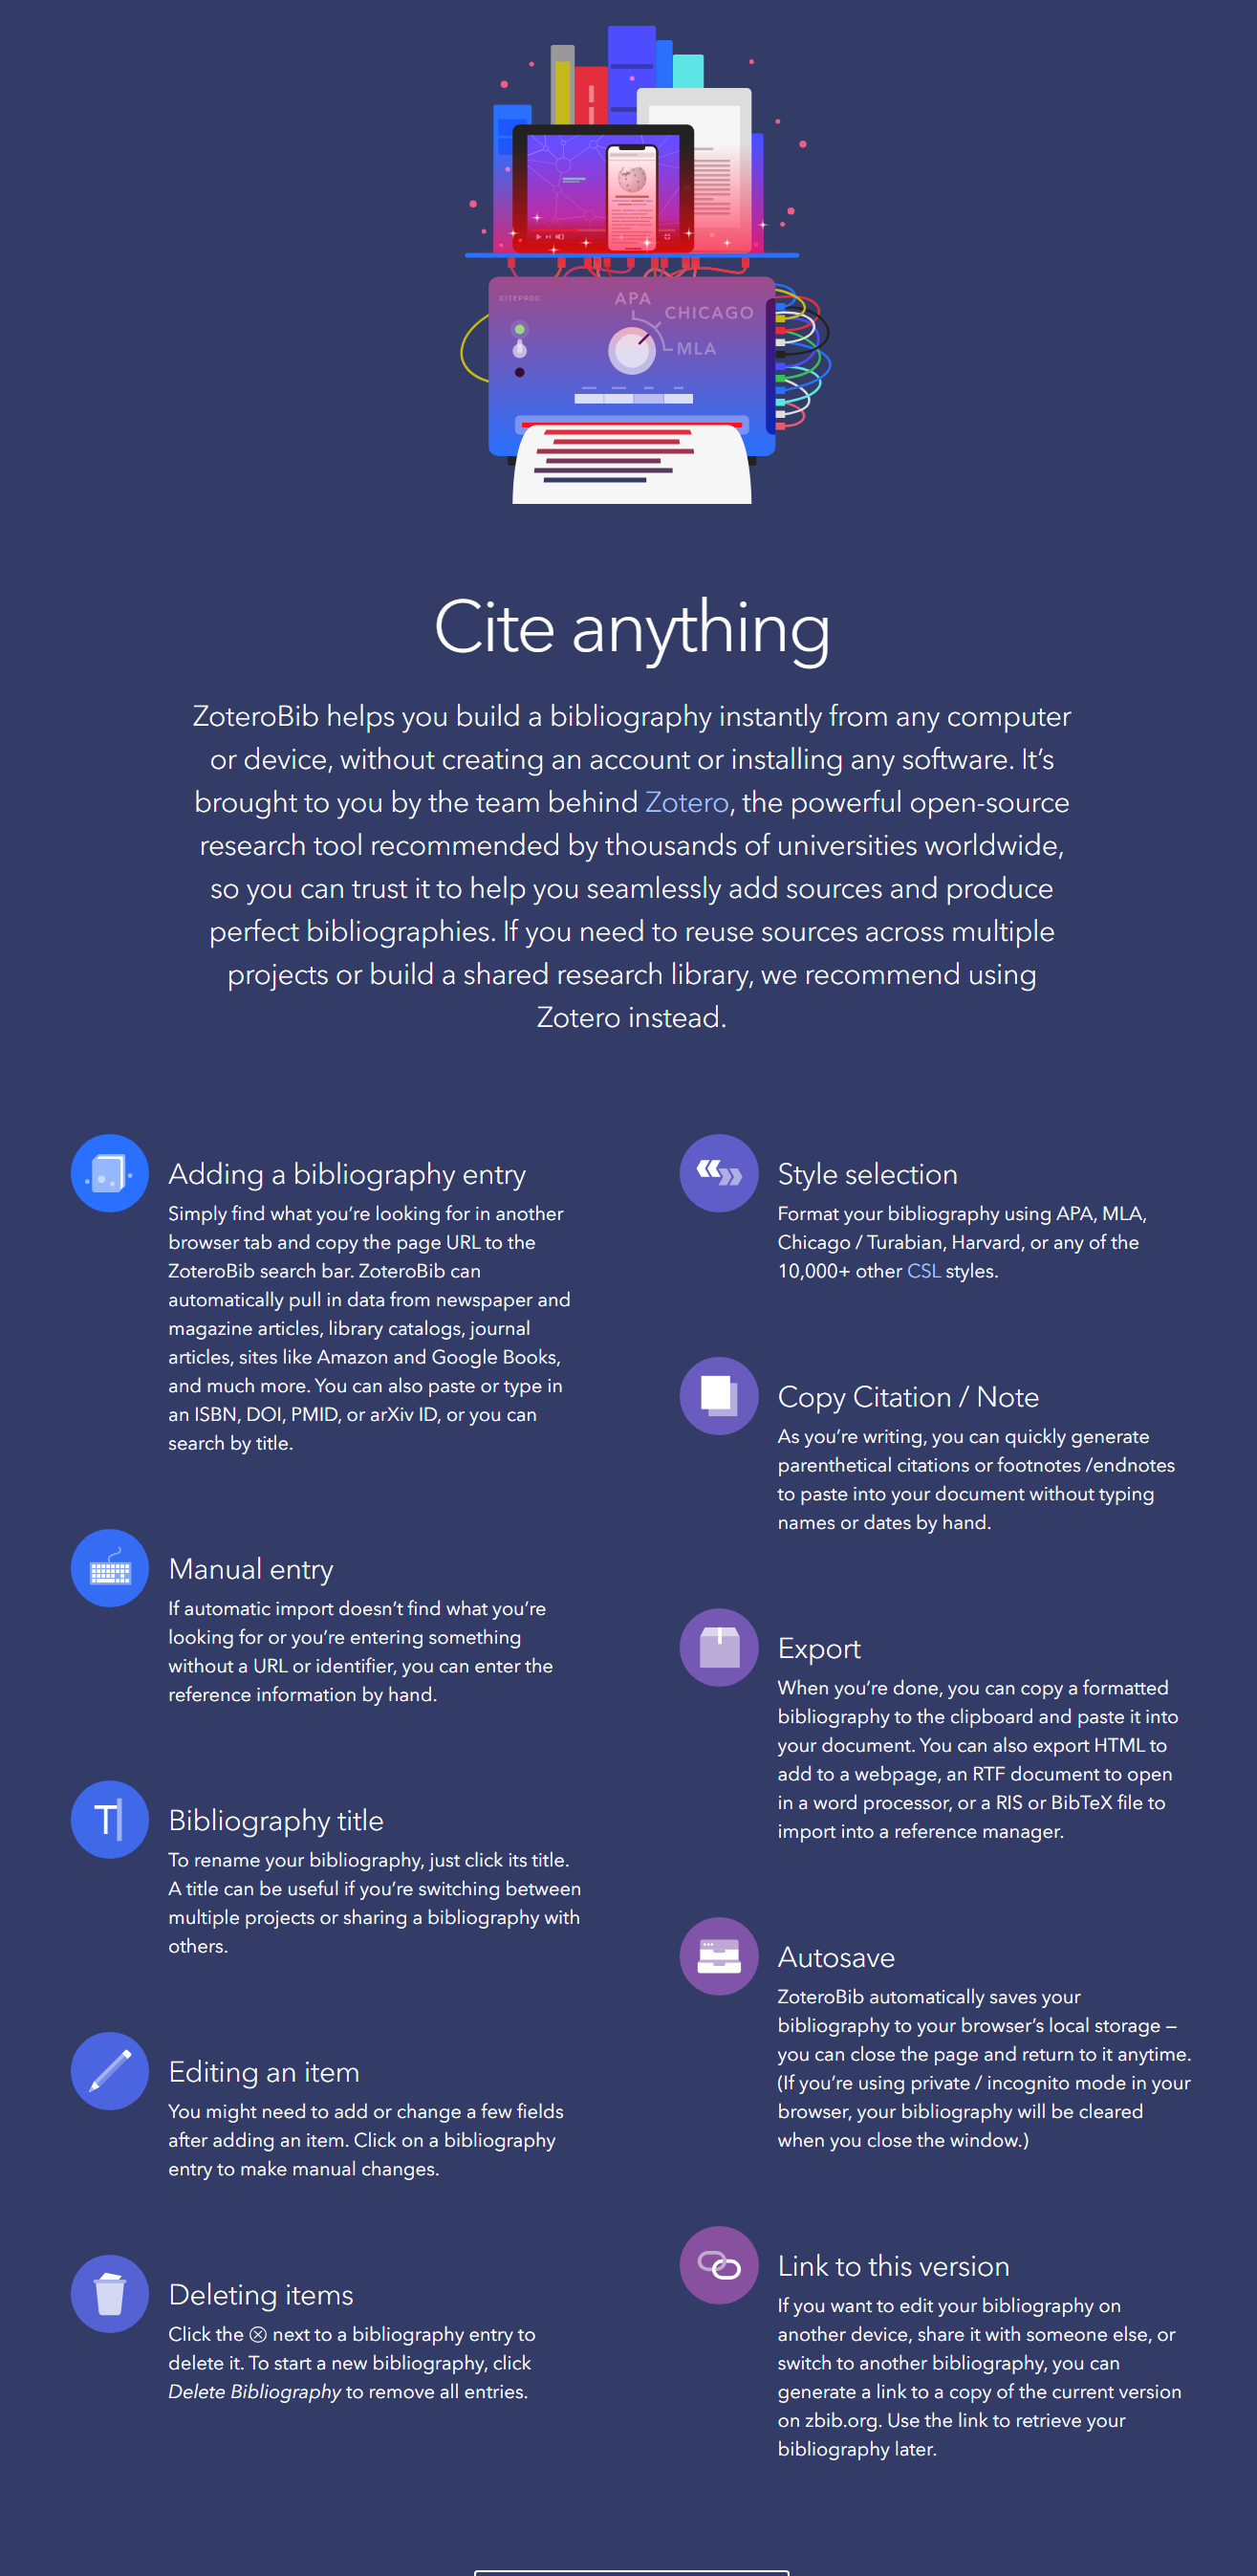 CITEPROC
APA
CHICAGO
MLA
Cite anything
ZoteroBib helps you build a bibliography instantly from any computer
or device, without creating an account or installing any software. It’s
brought to you by the team behind Zotero, the powerful open-source
research tool recommended by thousands of universities worldwide,
so you can trust it to help you seamlessly add sources and produce
perfect bibliographies. If you need to reuse sources across multiple
projects or build a shared research library, we recommend using
Zotero instead.
Adding a bibliography entry
Simply find what you’re looking for in another
browser tab and copy the page URL to the
ZoteroBib search bar. ZoteroBib can
automatically pull in data from newspaper and
magazine articles, library catalogs, journal
articles, sites like Amazon and Google Books,
and much more. You can also paste or type in
an ISBN, DOI, PMID, or arXiv ID, or you can
search by title.
Manual entry
If automatic import doesn’t find what you’re
looking for or you’re entering something
without a URL or identifier, you can enter the
reference information by hand.
T
Bibliography title
To rename your bibliography, just click its title.
A title can be useful if you’re switching between
multiple projects or sharing a bibliography with
others.
Editing an item
You might need to add or change a few fields
after adding an item. Click on a bibliography
entry to make manual changes.
Deleting items
Click the ⊗ next to a bibliography entry to
delete it. To start a new bibliography, click
Delete Bibliography to remove all entries.
Style selection
Format your bibliography using APA, MLA,
Chicago / Turabian, Harvard, or any of the
10,000+ other CSL styles.
Copy Citation / Note
As you’re writing, you can quickly generate
parenthetical citations or footnotes /endnotes
to paste into your document without typing
names or dates by hand.
Export
When you’re done, you can copy a formatted
bibliography to the clipboard and paste it into
your document. You can also export HTML to
add to a webpage, an RTF document to open
in a word processor, or a RIS or BibTeX file to
import into a reference manager.
Autosave
ZoteroBib automatically saves your
bibliography to your browser’s local storage –
you can close the page and return to it anytime.
(If you’re using private / incognito mode in your
browser, your bibliography will be cleared
when you close the window.)
Link to this version
If you want to edit your bibliography on
another device, share it with someone else, or
switch to another bibliography, you can
generate a link to a copy of the current version
on zbib.org. Use the link to retrieve your
bibliography later.